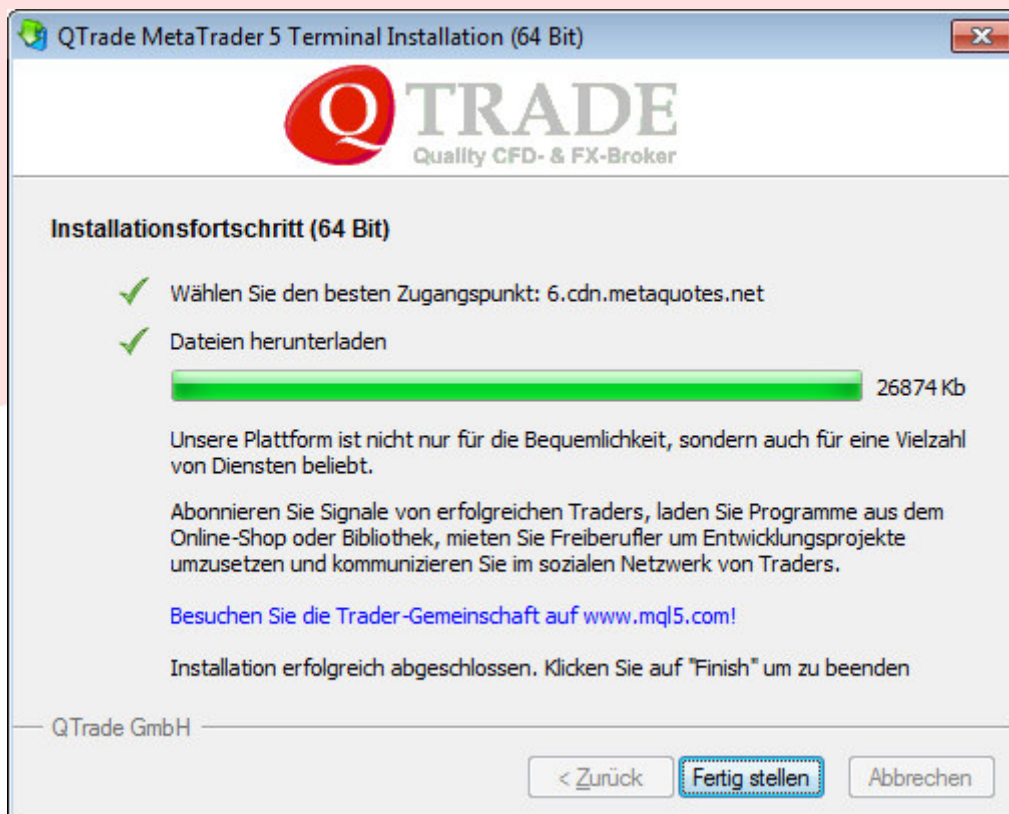 QTrade MetaTrader 5 Terminal Installation (64 Bit)
Q TRADE
Quality CFD- & FX-Broker
Installationsfortschritt (64 Bit)
Wählen Sie den besten Zugangspunkt: 6.cdn.metaquotes.net
Dateien herunterladen
26874 Kb
Unsere Plattform ist nicht nur für die Bequemlichkeit, sondern auch für eine Vielzahl
von Diensten beliebt.
Abonnieren Sie Signale von erfolgreichen Traders, laden Sie Programme aus dem
Online-Shop oder Bibliothek, mieten Sie Freiberufler um Entwicklungsprojekte
umzusetzen und kommunizieren Sie im sozialen Netzwerk von Traders.
Besuchen Sie die Trader-Gemeinschaft auf www.mql5.com!
Installation erfolgreich abgeschlossen. Klicken Sie auf "Finish" um zu beenden
QTrade GmbH
< Zurück Fertig stellen Abbrechen